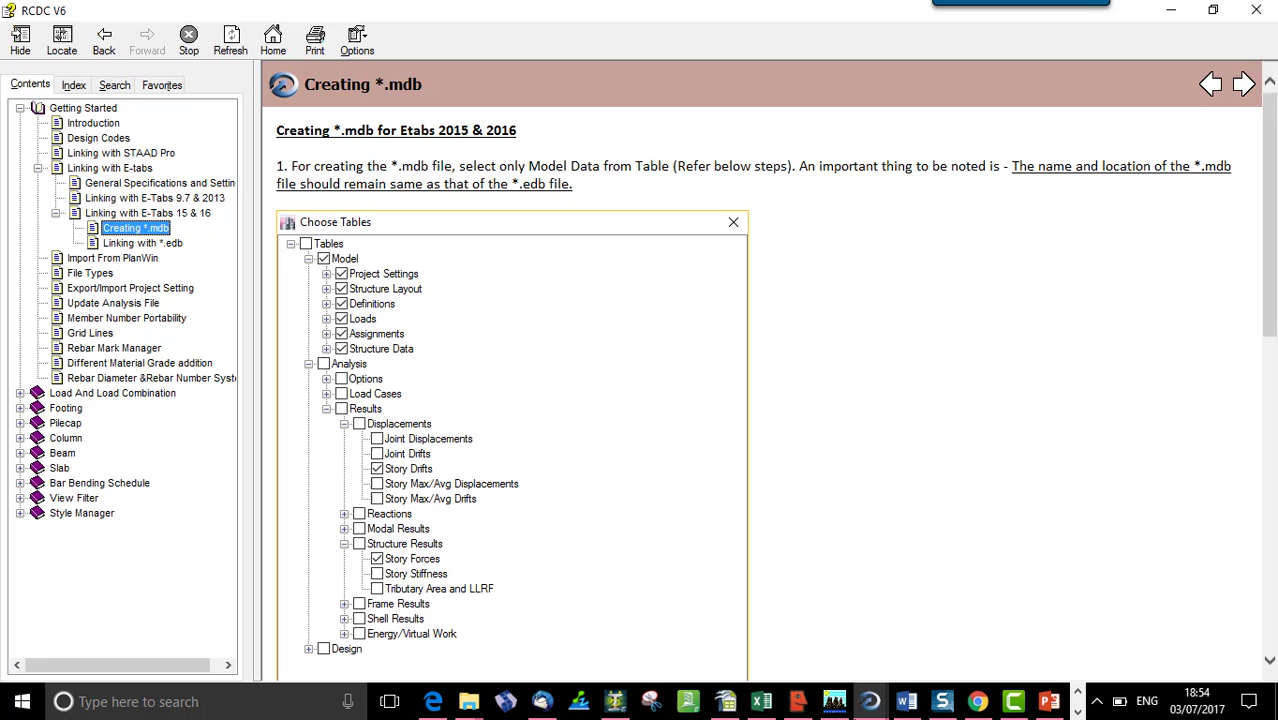 RCDC V6
Hide Locate Back Forward Stop Refresh Home Print Options
Contents Index Search Favorites
Getting Started
Introduction
Design Codes
Linking with STAAD Pro
Linking with E-tabs
General Specifications and Settin
Linking with E-Tabs 9.7 & 2013
Linking with E-Tabs 15 & 16
Creating *.mdb
Linking with *.edb
Import From PlanWin
File Types
Export/Import Project Setting
Update Analysis File
Member Number Portability
Grid Lines
Rebar Mark Manager
Different Material Grade addition
Rebar Diameter &Rebar Number Syst
Load And Load Combination
Footing
Pilecap
Column
Beam
Slab
Bar Bending Schedule
View Filter
Style Manager
Creating *.mdb
Creating *.mdb for Etabs 2015 & 2016
1. For creating the *.mdb file, select only Model Data from Table (Refer below steps). An important thing to be noted is - The name and location of the *.mdb
file should remain same as that of the *.edb file.
Choose Tables
Tables
Model
Project Settings
Structure Layout
Definitions
Loads
Assignments
Structure Data
Analysis
Options
Load Cases
Results
Displacements
Joint Displacements
Joint Drifts
Story Drifts
Story Max/Avg Displacements
Story Max/Avg Drifts
Reactions
Modal Results
Structure Results
Story Forces
Story Stiffness
Tributary Area and LLRF
Frame Results
Shell Results
Energy/Virtual Work
Design
Type here to search
ENG
18:54
03/07/2017